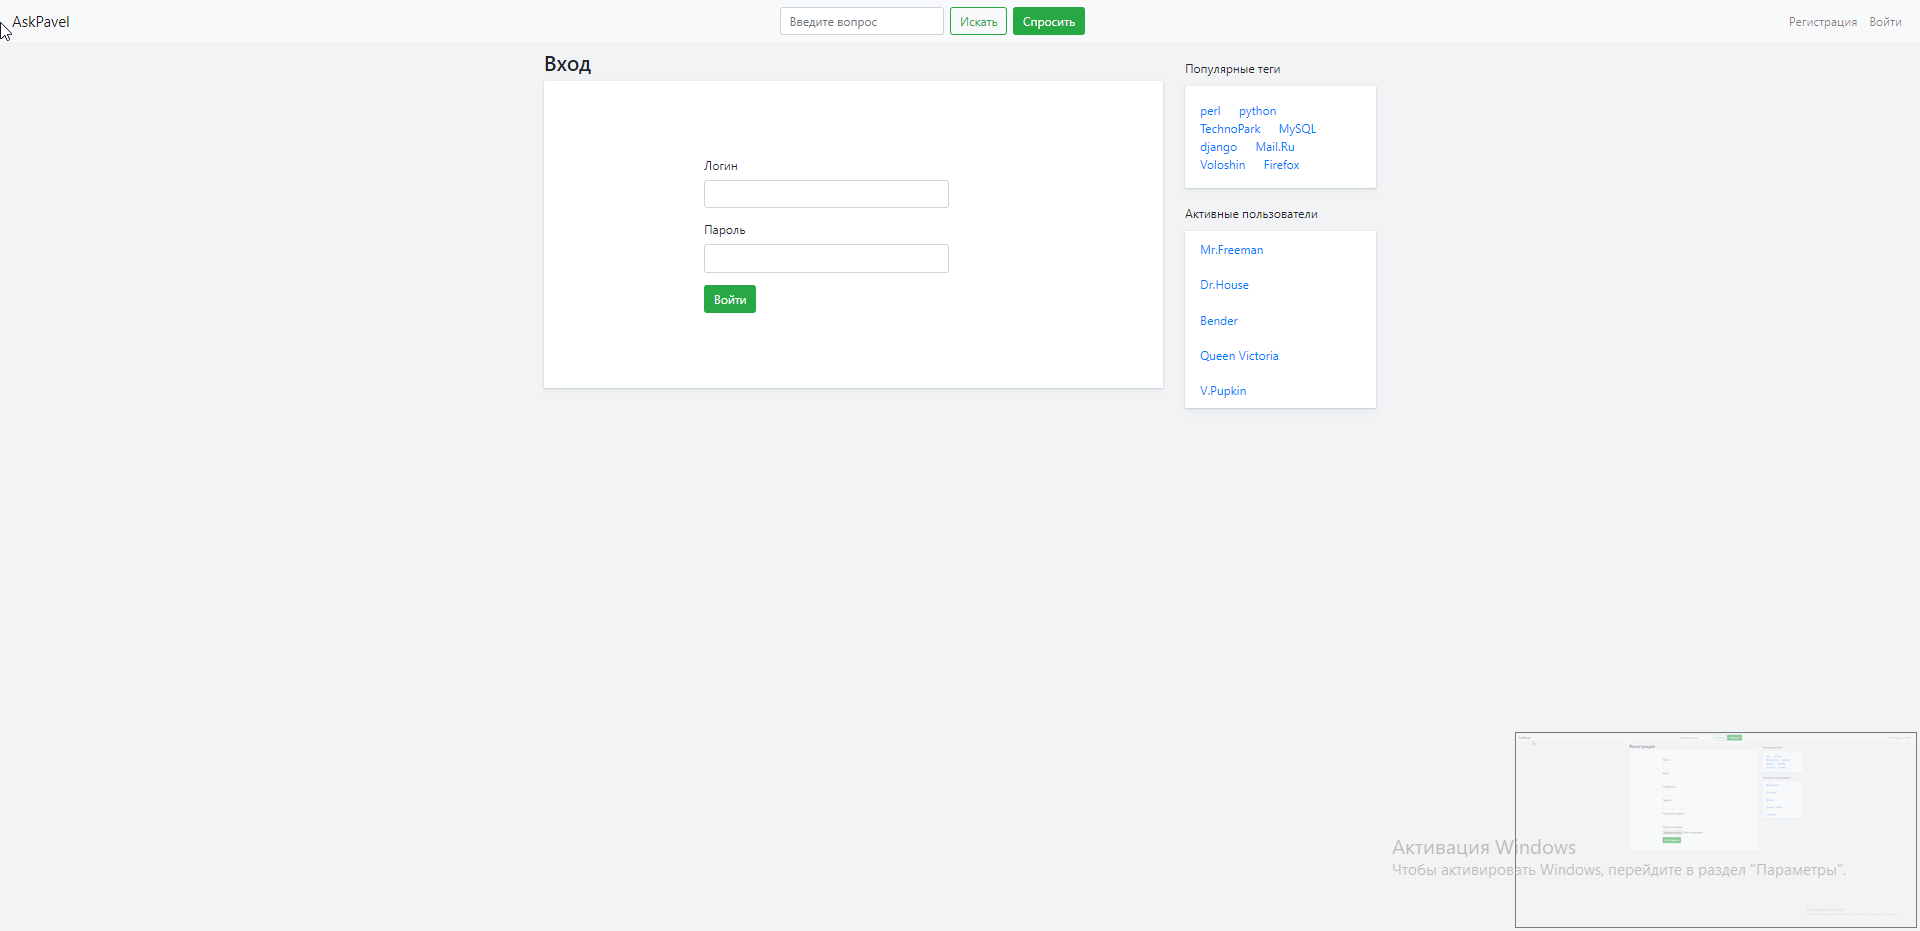 AskPavel
Введите вопрос
Искать
Спросить
Регистрация
Войти
Вход
Логин
Пароль
Войти
Популярные теги
perl python
TechnoPark MySQL
django Mail.Ru
Voloshin Firefox
Активные пользователи
Mr.Freeman
Dr.House
Bender
Queen Victoria
V.Pupkin
Регистрация
Активация Windows
Чтобы активировать Windows, перейдите в раздел "Параметры".